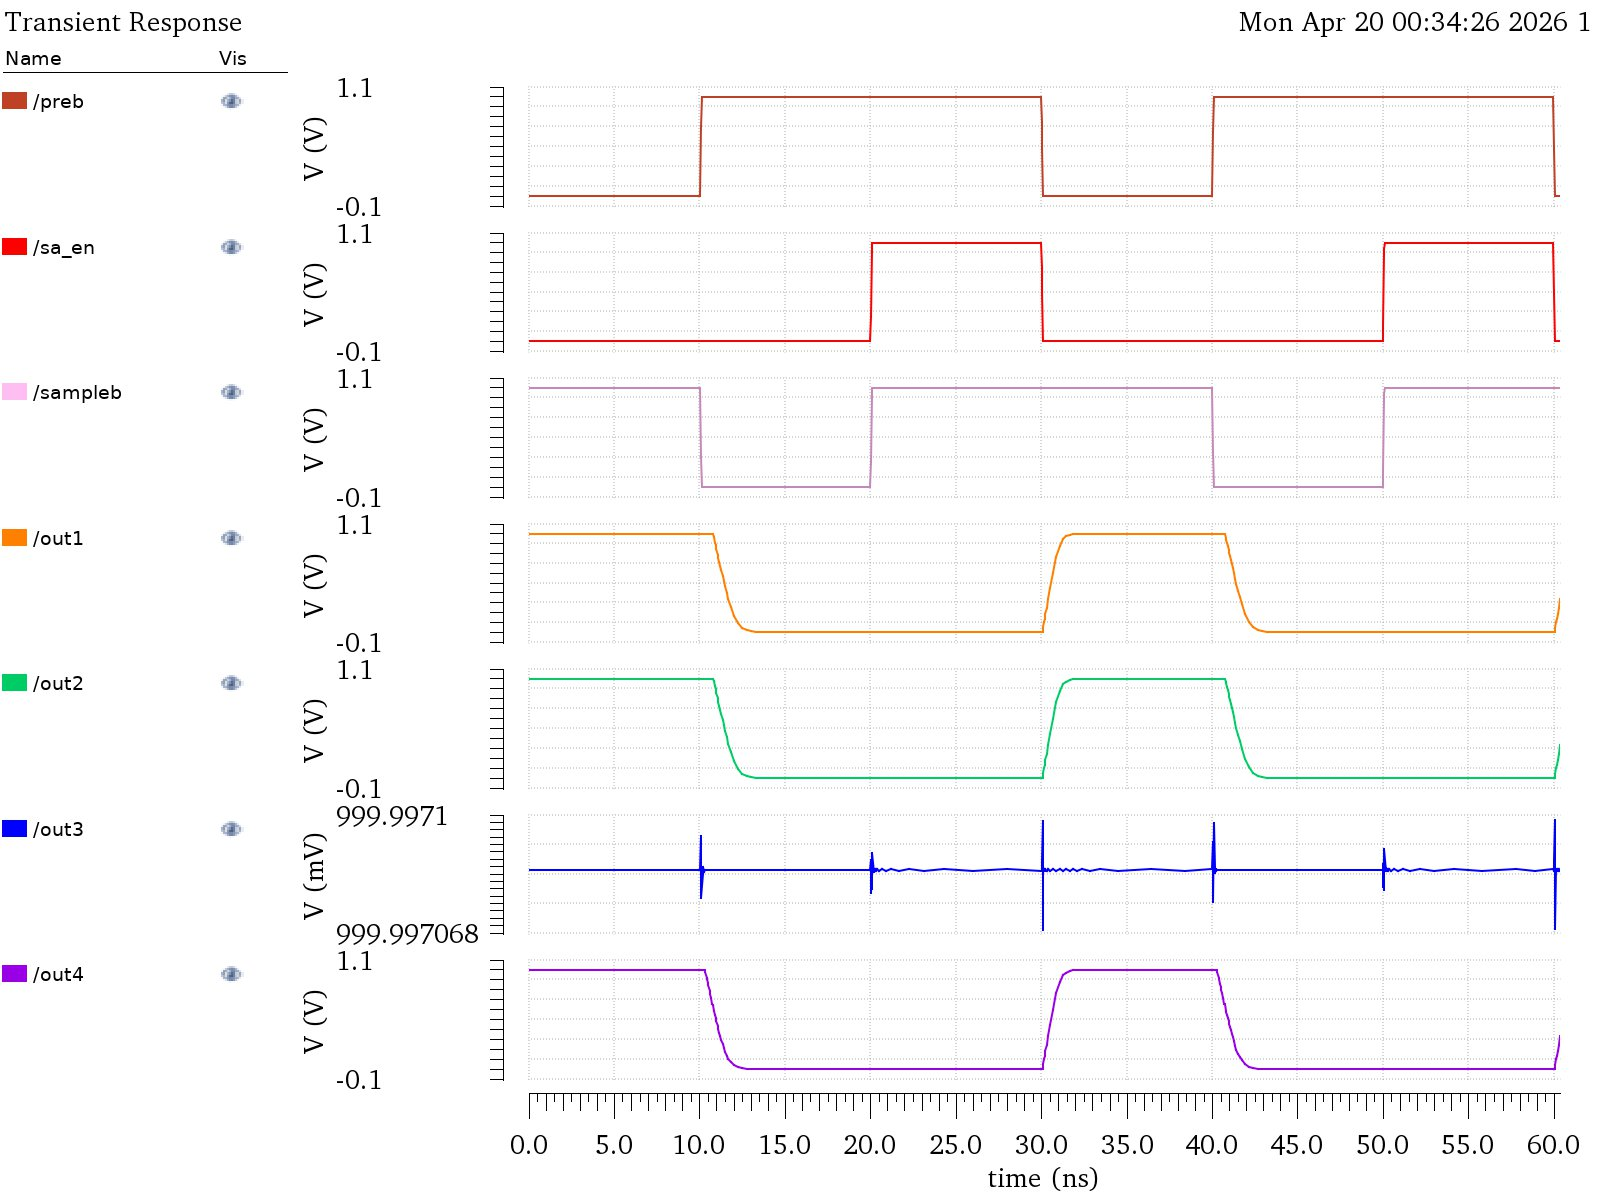 Transient Response
Mon Apr 20 00:34:26 2026 1
Name Vis
/preb
1.1
V (V)
-0.1
/sa_en
1.1
V (V)
-0.1
/sampleb
1.1
V (V)
-0.1
/out1
1.1
V (V)
-0.1
/out2
1.1
V (V)
-0.1
/out3
999.9971
V (mV)
999.997068
/out4
1.1
V (V)
-0.1
0.0 5.0 10.0 15.0 20.0 25.0 30.0 35.0 40.0 45.0 50.0 55.0 60.0
time (ns)